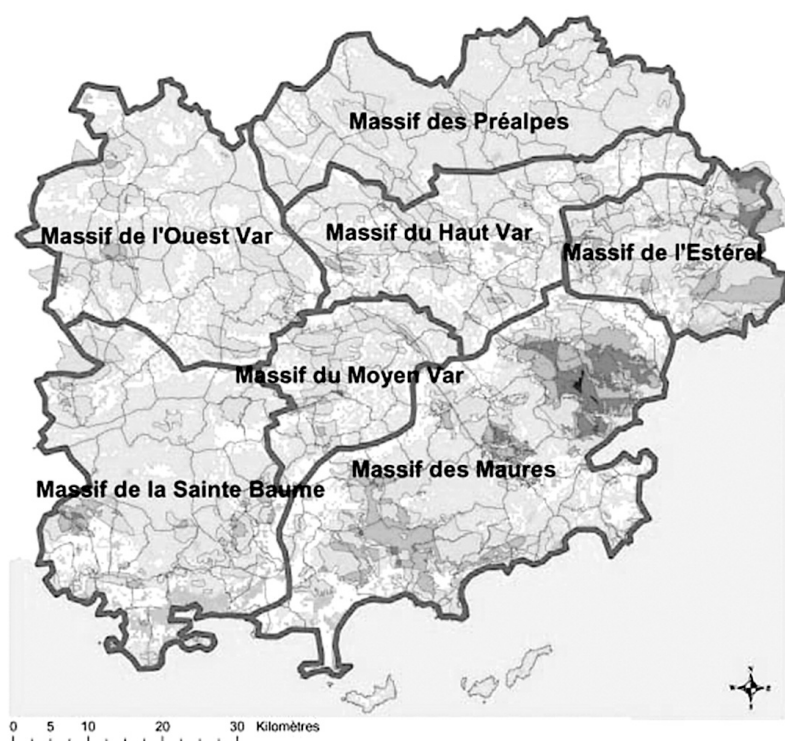 Massif des Préalpes
Massif de l'Ouest Var
Massif du Haut Var
Massif de l'Estérel
Massif du Moyen Var
Massif des Maures
Massif de la Sainte Baume
N
W E
S
0 5 10 20 30 Kilomètres